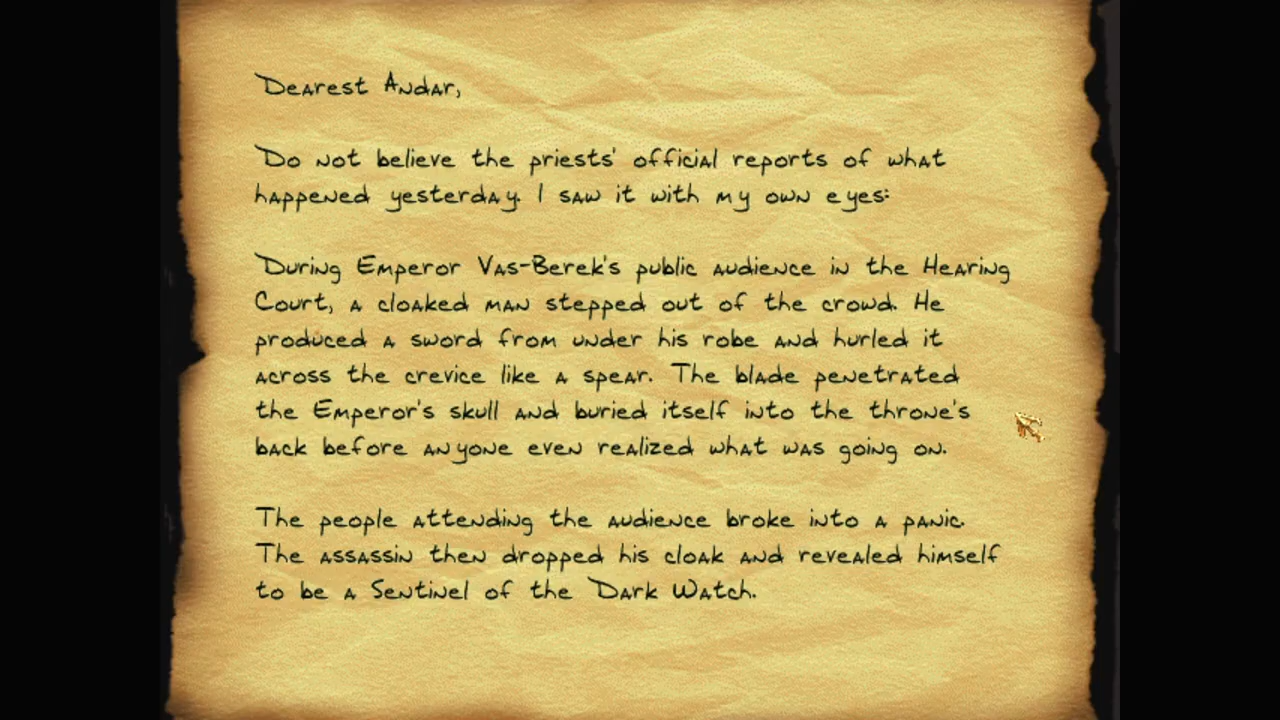 Dearest Andar,
Do not believe the priests' official reports of what
happened yesterday. I saw it with my own eyes:
During Emperor Vas-Berek's public audience in the Hearing
Court, a cloaked man stepped out of the crowd. He
produced a sword from under his robe and hurled it
across the crevice like a spear. The blade penetrated
the Emperor's skull and buried itself into the throne's
back before anyone even realized what was going on.
The people attending the audience broke into a panic.
The assassin then dropped his cloak and revealed himself
to be a Sentinel of the Dark Watch.